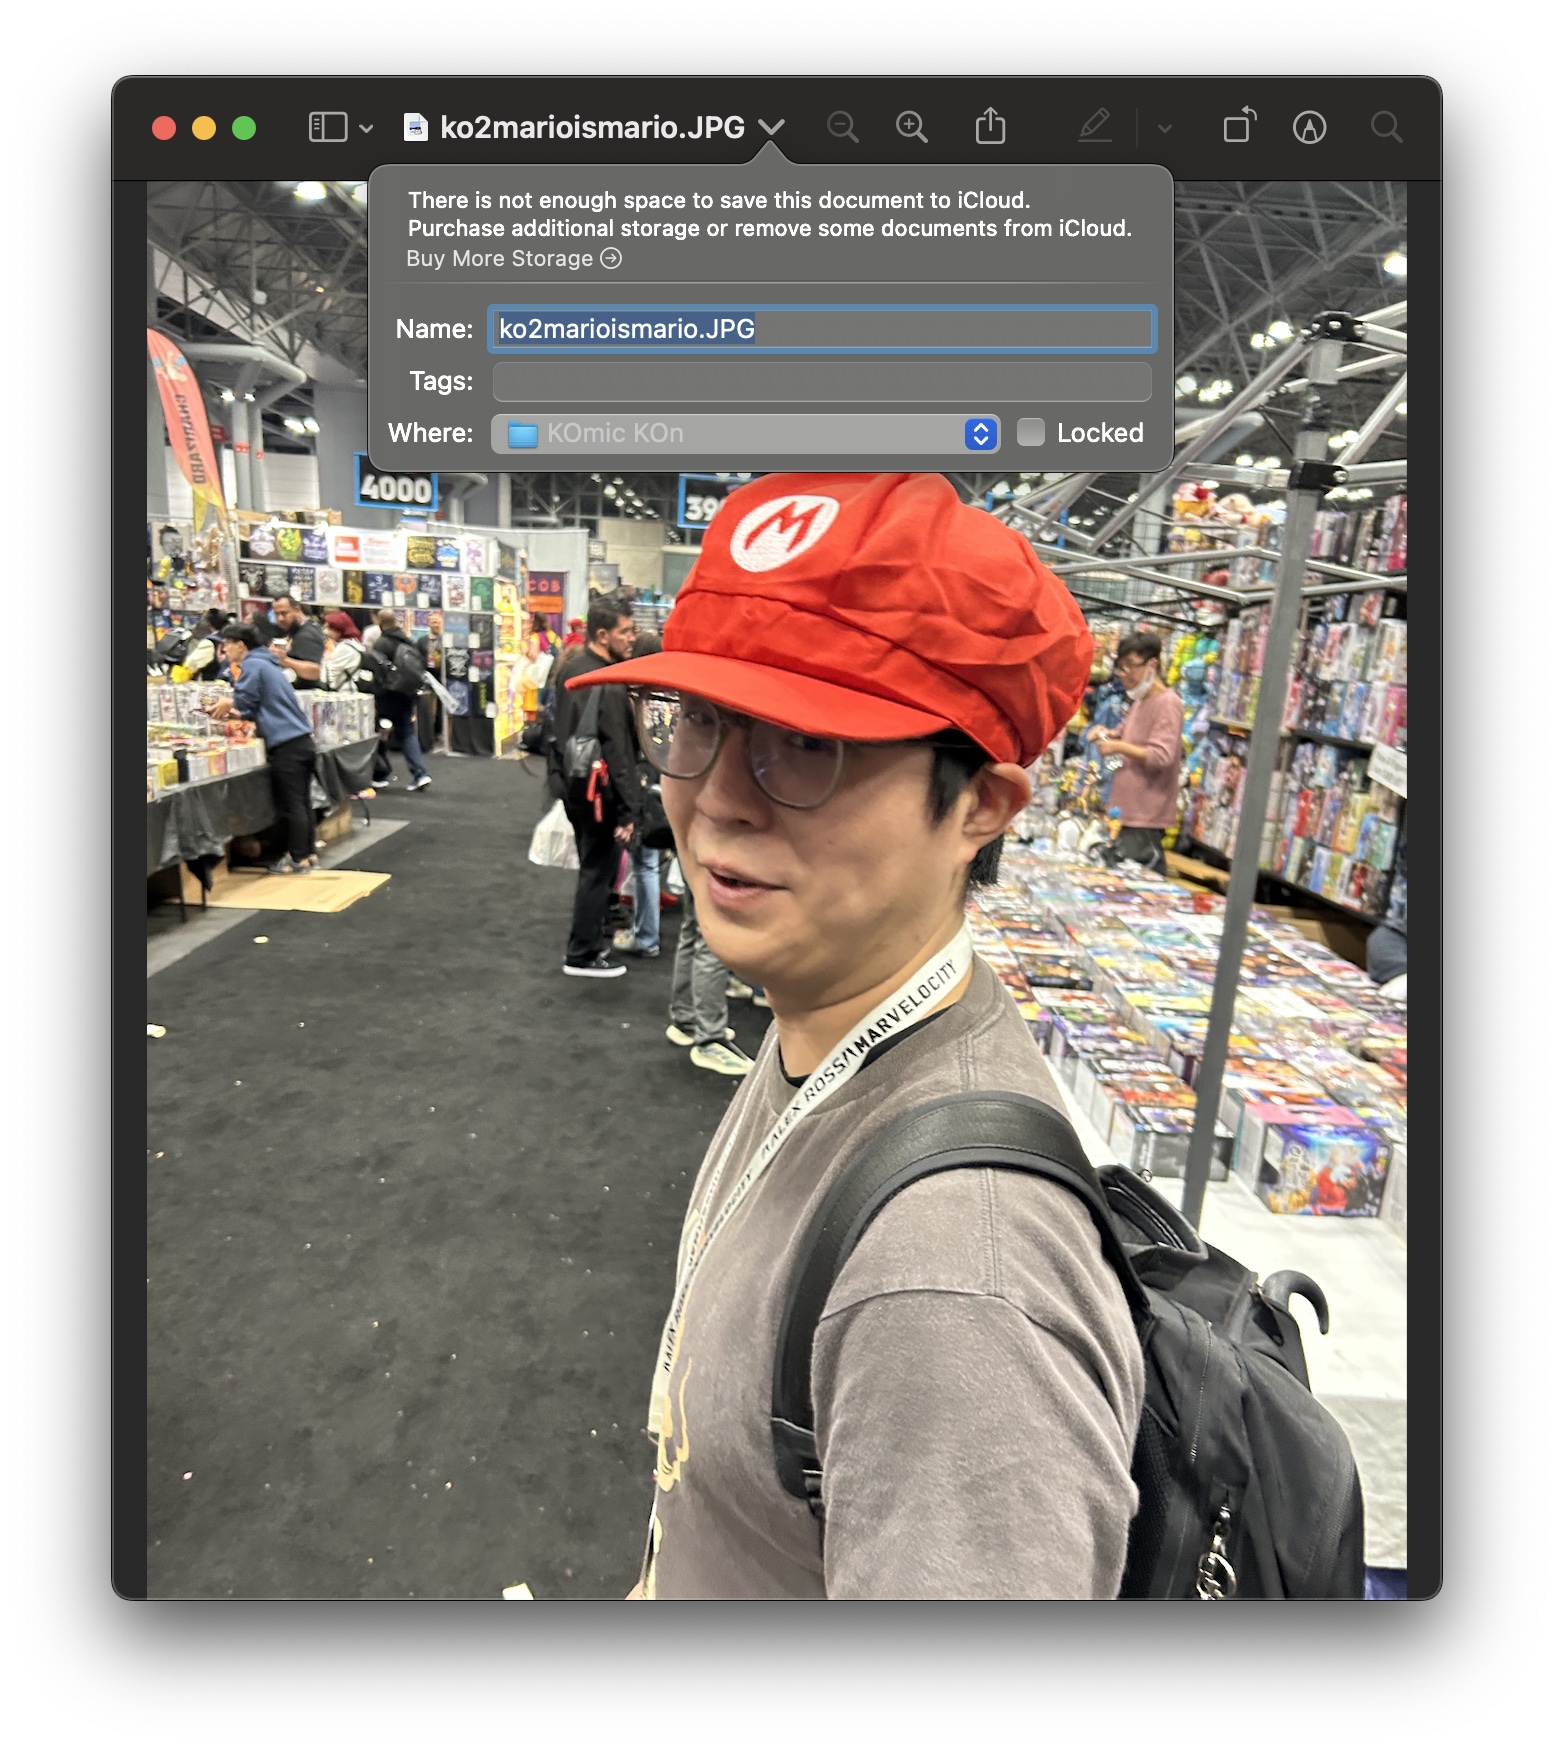 ko2marioismario.JPG
There is not enough space to save this document to iCloud.
Purchase additional storage or remove some documents from iCloud.
Buy More Storage
Name: ko2marioismario.JPG
Tags:
Where: KOmic KOn Locked
CHARIZARD
4000
39
M
COB
ALEX ROSS MARVELOCITY